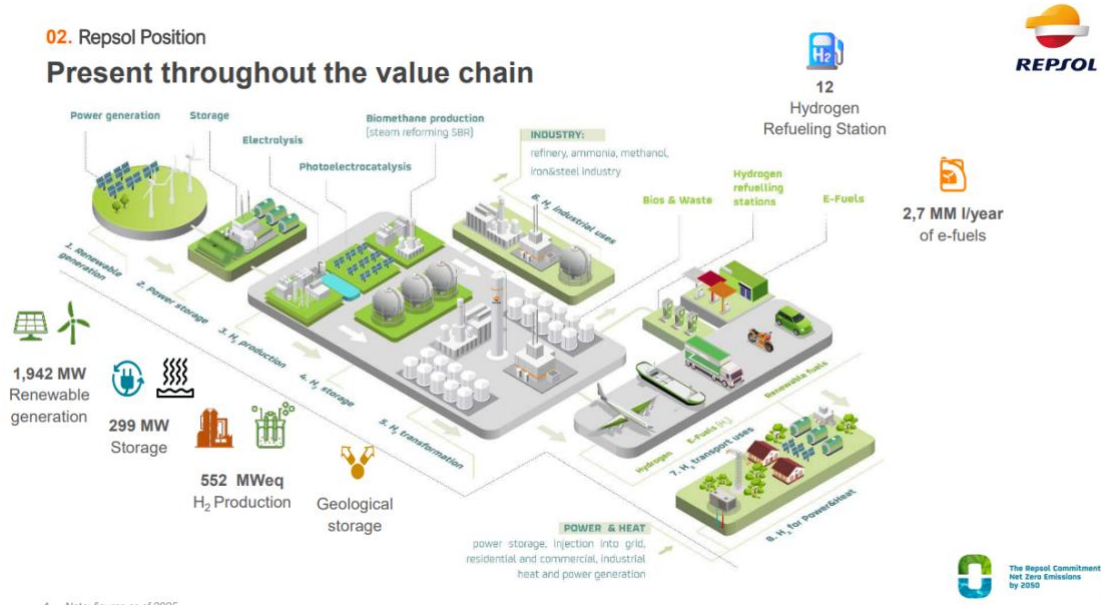 02. Repsol Position
Present throughout the value chain
REPSOL
H2
12
Hydrogen
Refueling Station
2,7 MM l/year
of e-fuels
Power generation
Storage
Electrolysis
Photoelectrocatalysis
Biomethane production
(steam reforming SBR)
INDUSTRY:
refinery, ammonia, methanol,
iron&steel industry
Bios & Waste
Hydrogen
refuelling
stations
E-Fuels
1. Renewable
generation
2. Power storage
3. H2 production
4. H2 storage
5. H2 transformation
6. H2 industrial uses
Hydrogen
E-Fuels (H2)
Renewable fuels
7. H2 transport uses
8. H2 for Power&Heat
1,942 MW
Renewable
generation
299 MW
Storage
552 MWeq
H2 Production
Geological
storage
POWER & HEAT
power storage, injection into grid,
residential and commercial, industrial
heat and power generation
The Repsol Commitment
Net Zero Emissions
by 2050